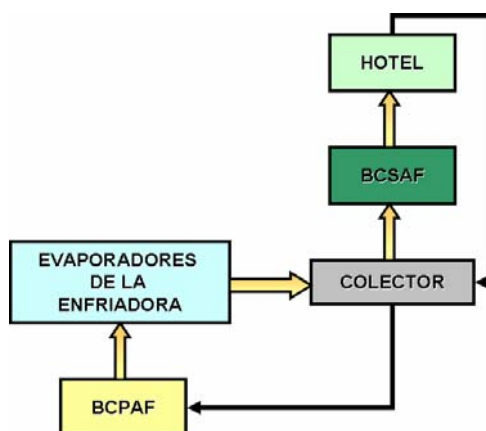 HOTEL
BCSAF
EVAPORADORES
DE LA
ENFRIADORA
COLECTOR
BCPAF